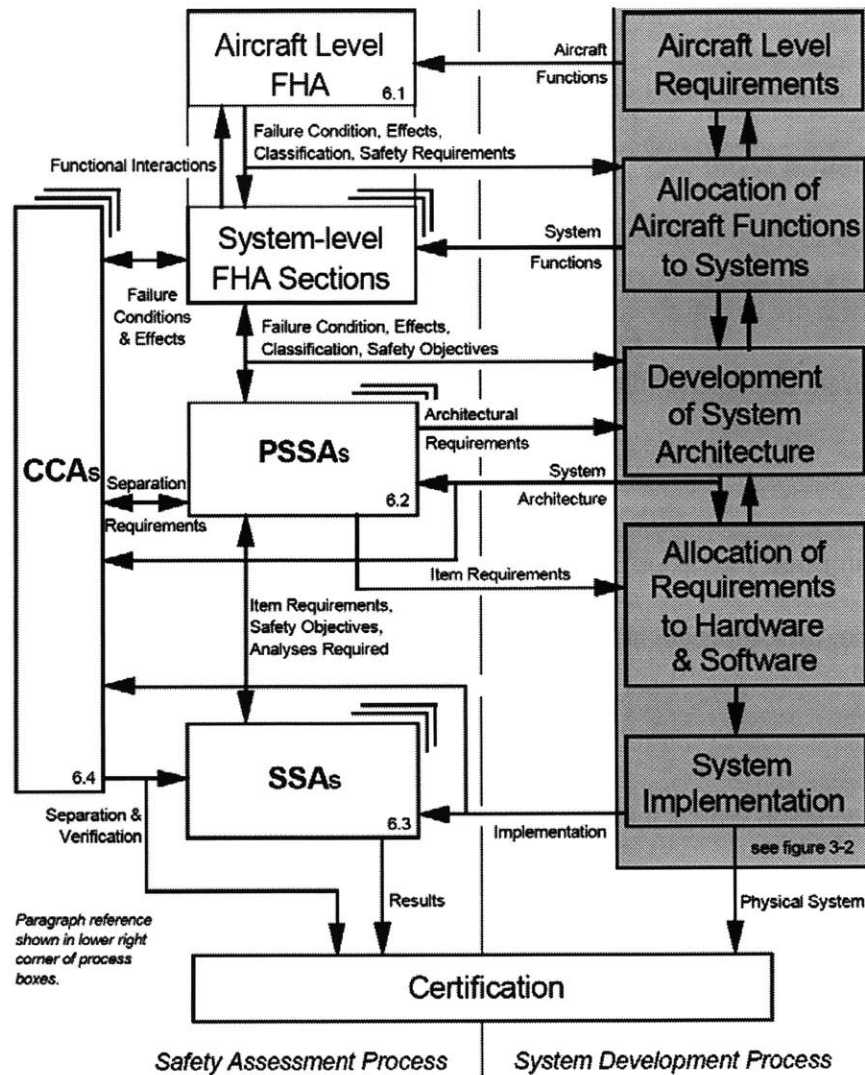 Aircraft Level
FHA
6.1
Aircraft
Functions
Aircraft Level
Requirements
Functional Interactions
Failure Condition, Effects,
Classification, Safety Requirements
Allocation of
Aircraft Functions
to Systems
System-level
FHA Sections
System
Functions
Failure
Conditions
& Effects
Failure Condition, Effects,
Classification, Safety Objectives
Development
of System
Architecture
CCAs
6.4
PSSAs
6.2
Architectural
Requirements
Separation
Requirements
System
Architecture
Item Requirements
Allocation of
Requirements
to Hardware
& Software
Item Requirements,
Safety Objectives,
Analyses Required
SSAs
6.3
System
Implementation
see figure 3-2
Separation &
Verification
Implementation
Results
Physical System
Paragraph reference
shown in lower right
corner of process
boxes.
Certification
Safety Assessment Process
System Development Process